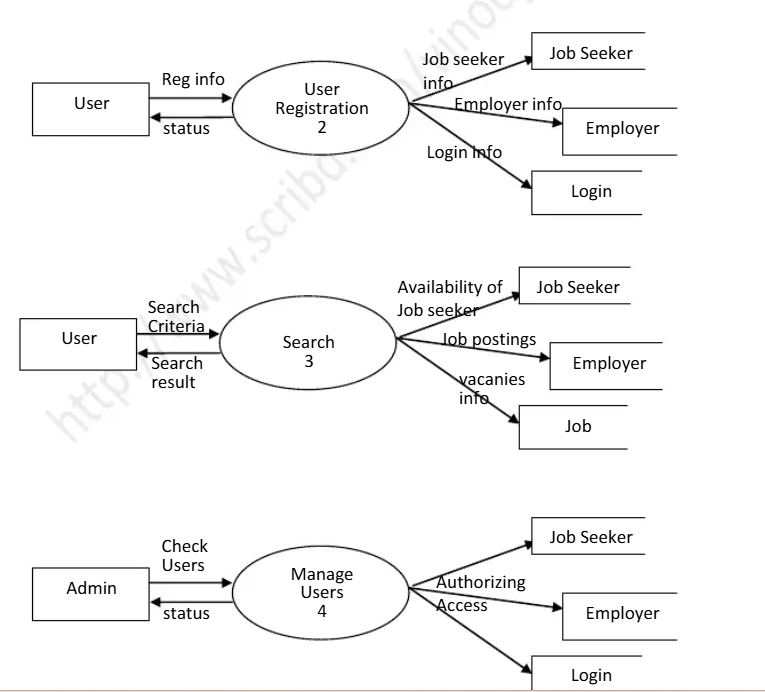 Reg info
User
status
User
Registration
2
Job seeker
info
Job Seeker
Employer info
Employer
Login info
Login
Search
Criteria
User
Search
result
Search
3
Availability of
Job seeker
Job Seeker
Job postings
Employer
vacanies
info
Job
Check
Users
Admin
status
Manage
Users
4
Job Seeker
Authorizing
Access
Employer
Login